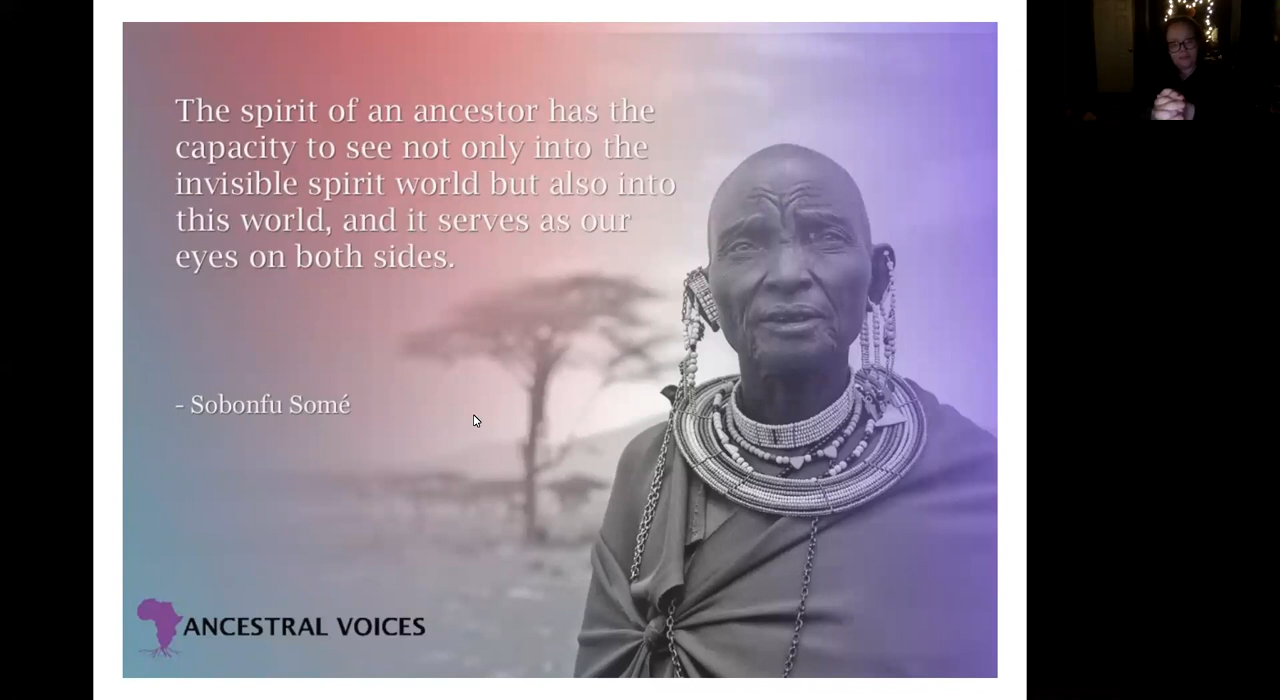 The spirit of an ancestor has the
capacity to see not only into the
invisible spirit world but also into
this world, and it serves as our
eyes on both sides.
- Sobonfu Somé
ANCESTRAL VOICES